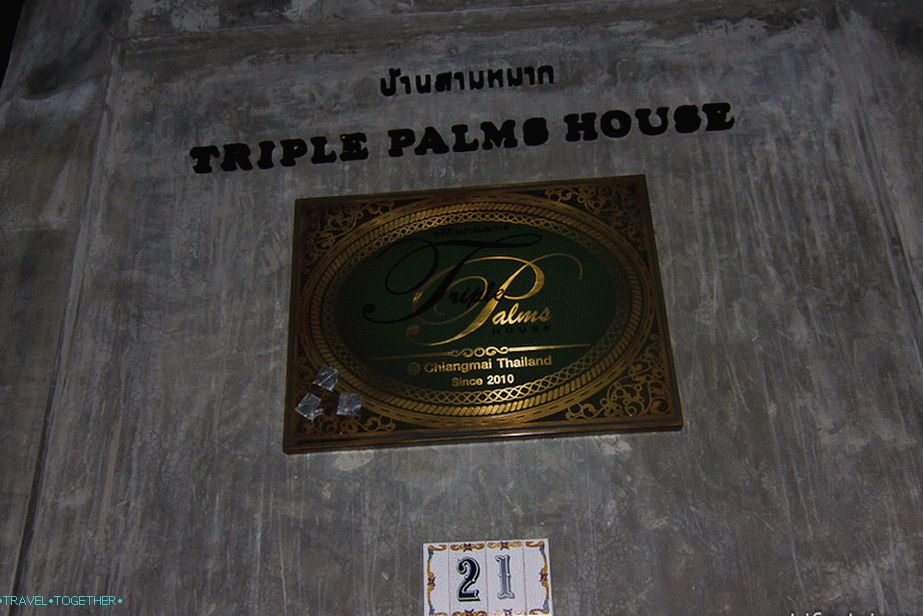 บ้านสามหมาก
TRIPLE PALMS HOUSE
Triple
Palms
HOUSE
@ Chiangmai Thailand
Since 2010
21
•TRAVEL•TOGETHER•